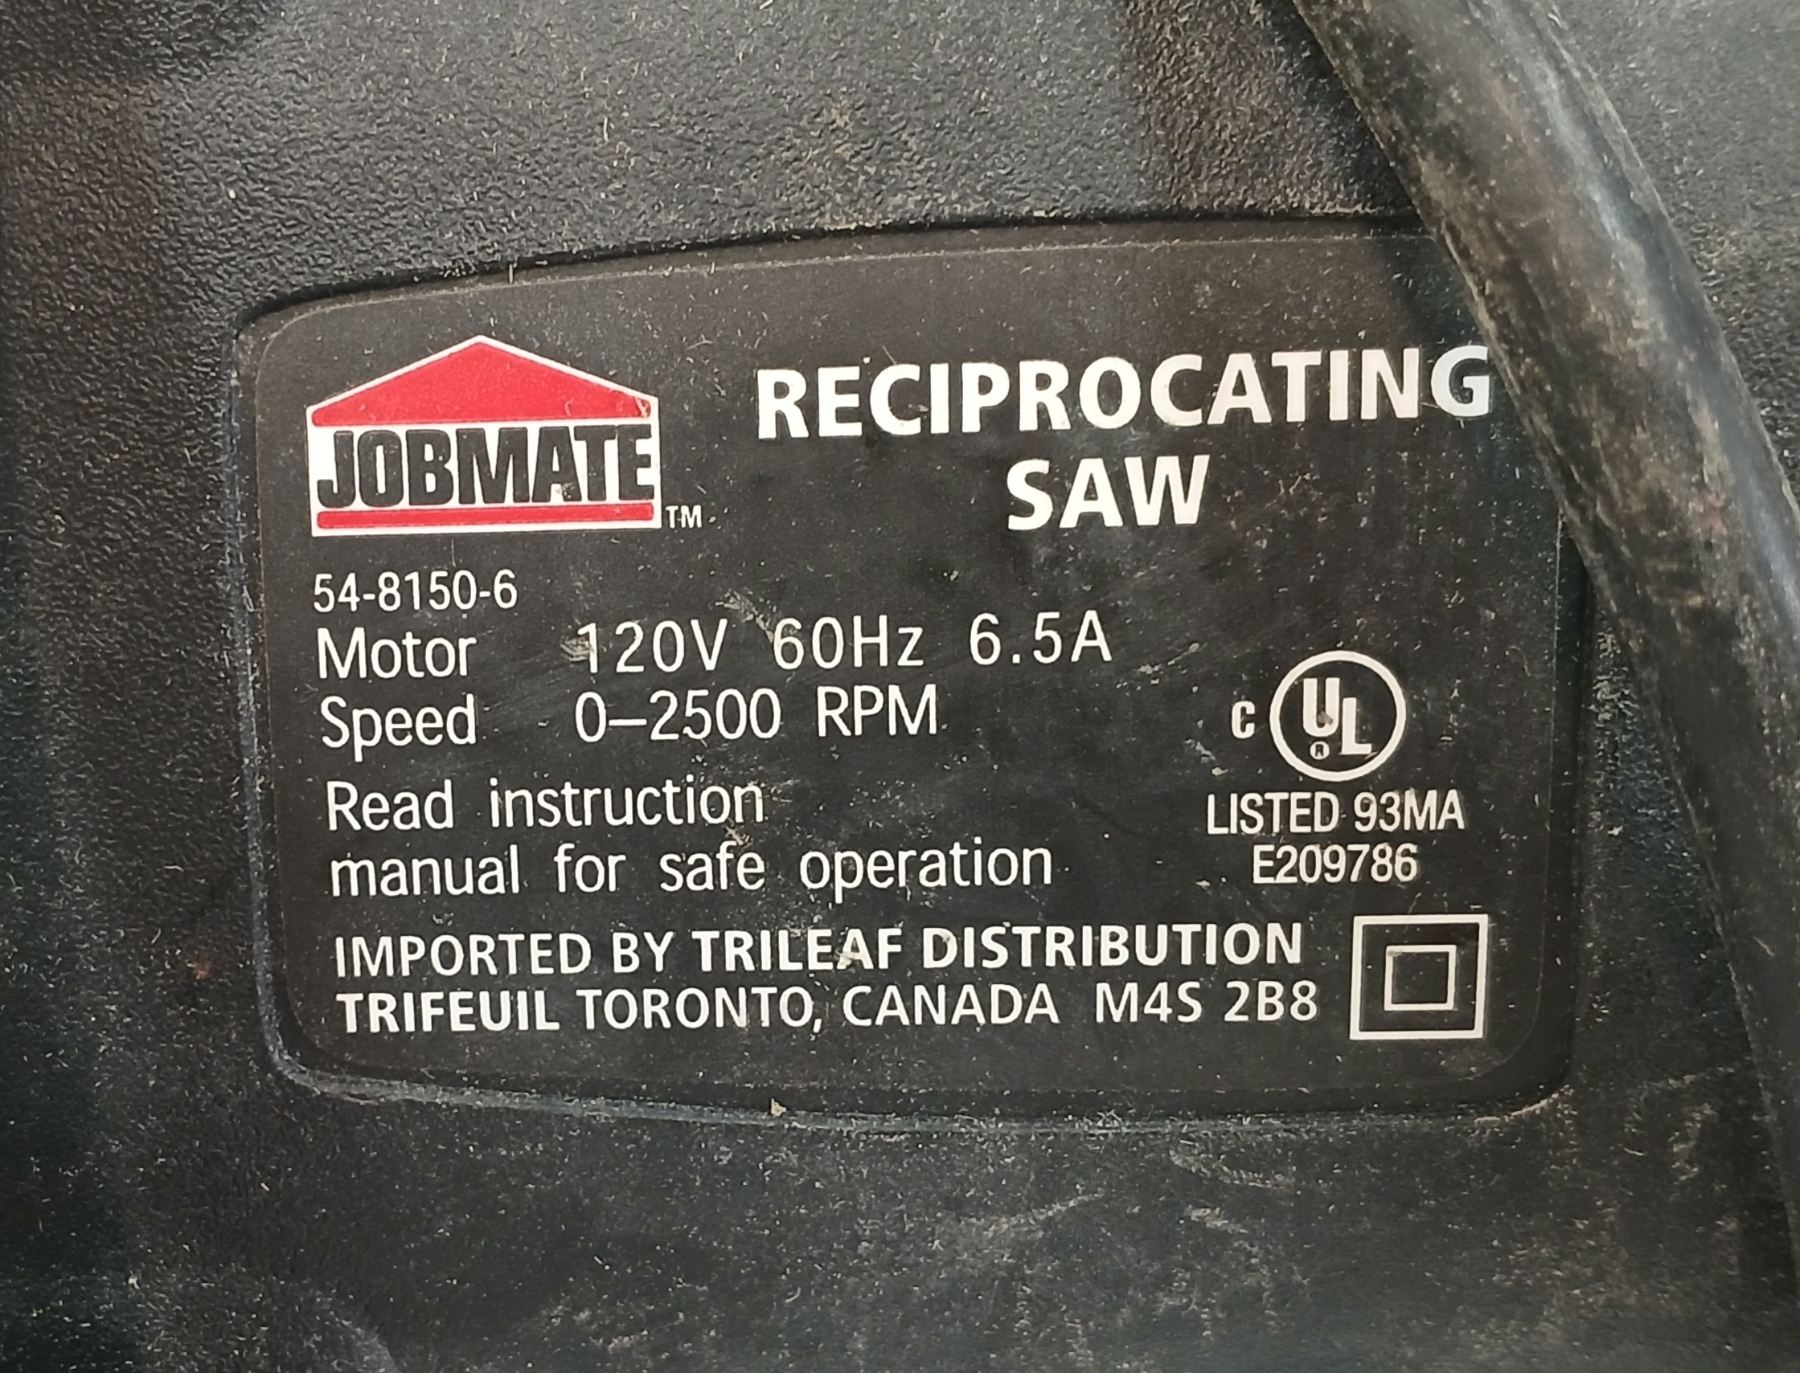 JOBMATE™
RECIPROCATING
SAW
54-8150-6
Motor 120V 60Hz 6.5A
Speed 0–2500 RPM
Read instruction
manual for safe operation
C UL ®
LISTED 93MA
E209786
IMPORTED BY TRILEAF DISTRIBUTION
TRIFEUIL TORONTO, CANADA M4S 2B8